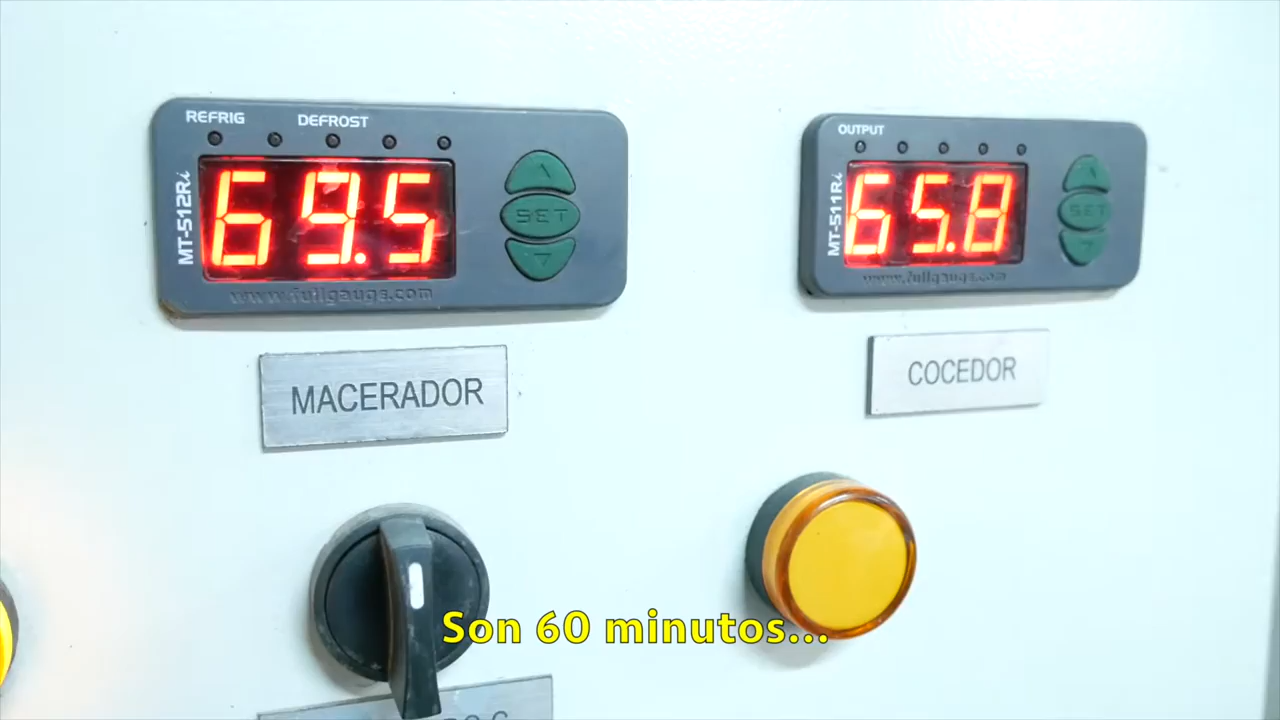 REFRIG
DEFROST
MT-512Ri
69.5
SET
www.fullgauge.com
OUTPUT
MT-511Ri
65.8
SET
www.fullgauge.com
MACERADOR
COCEDOR
Son 60 minutos...